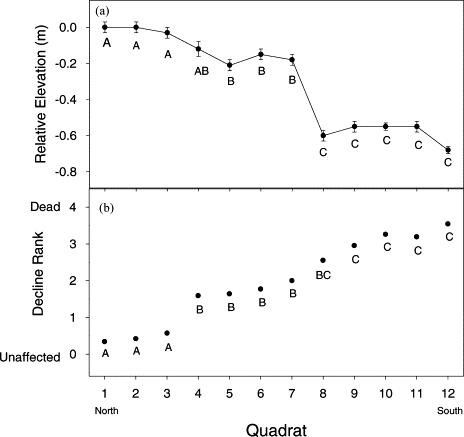 (a)
Relative Elevation (m)
0.0
-0.2
-0.4
-0.6
-0.8
A A A AB B B B C C C C C
(b)
Decline Rank
Dead 4
3
2
1
Unaffected 0
A A A B B B B BC C C C C
1 2 3 4 5 6 7 8 9 10 11 12
North South
Quadrat